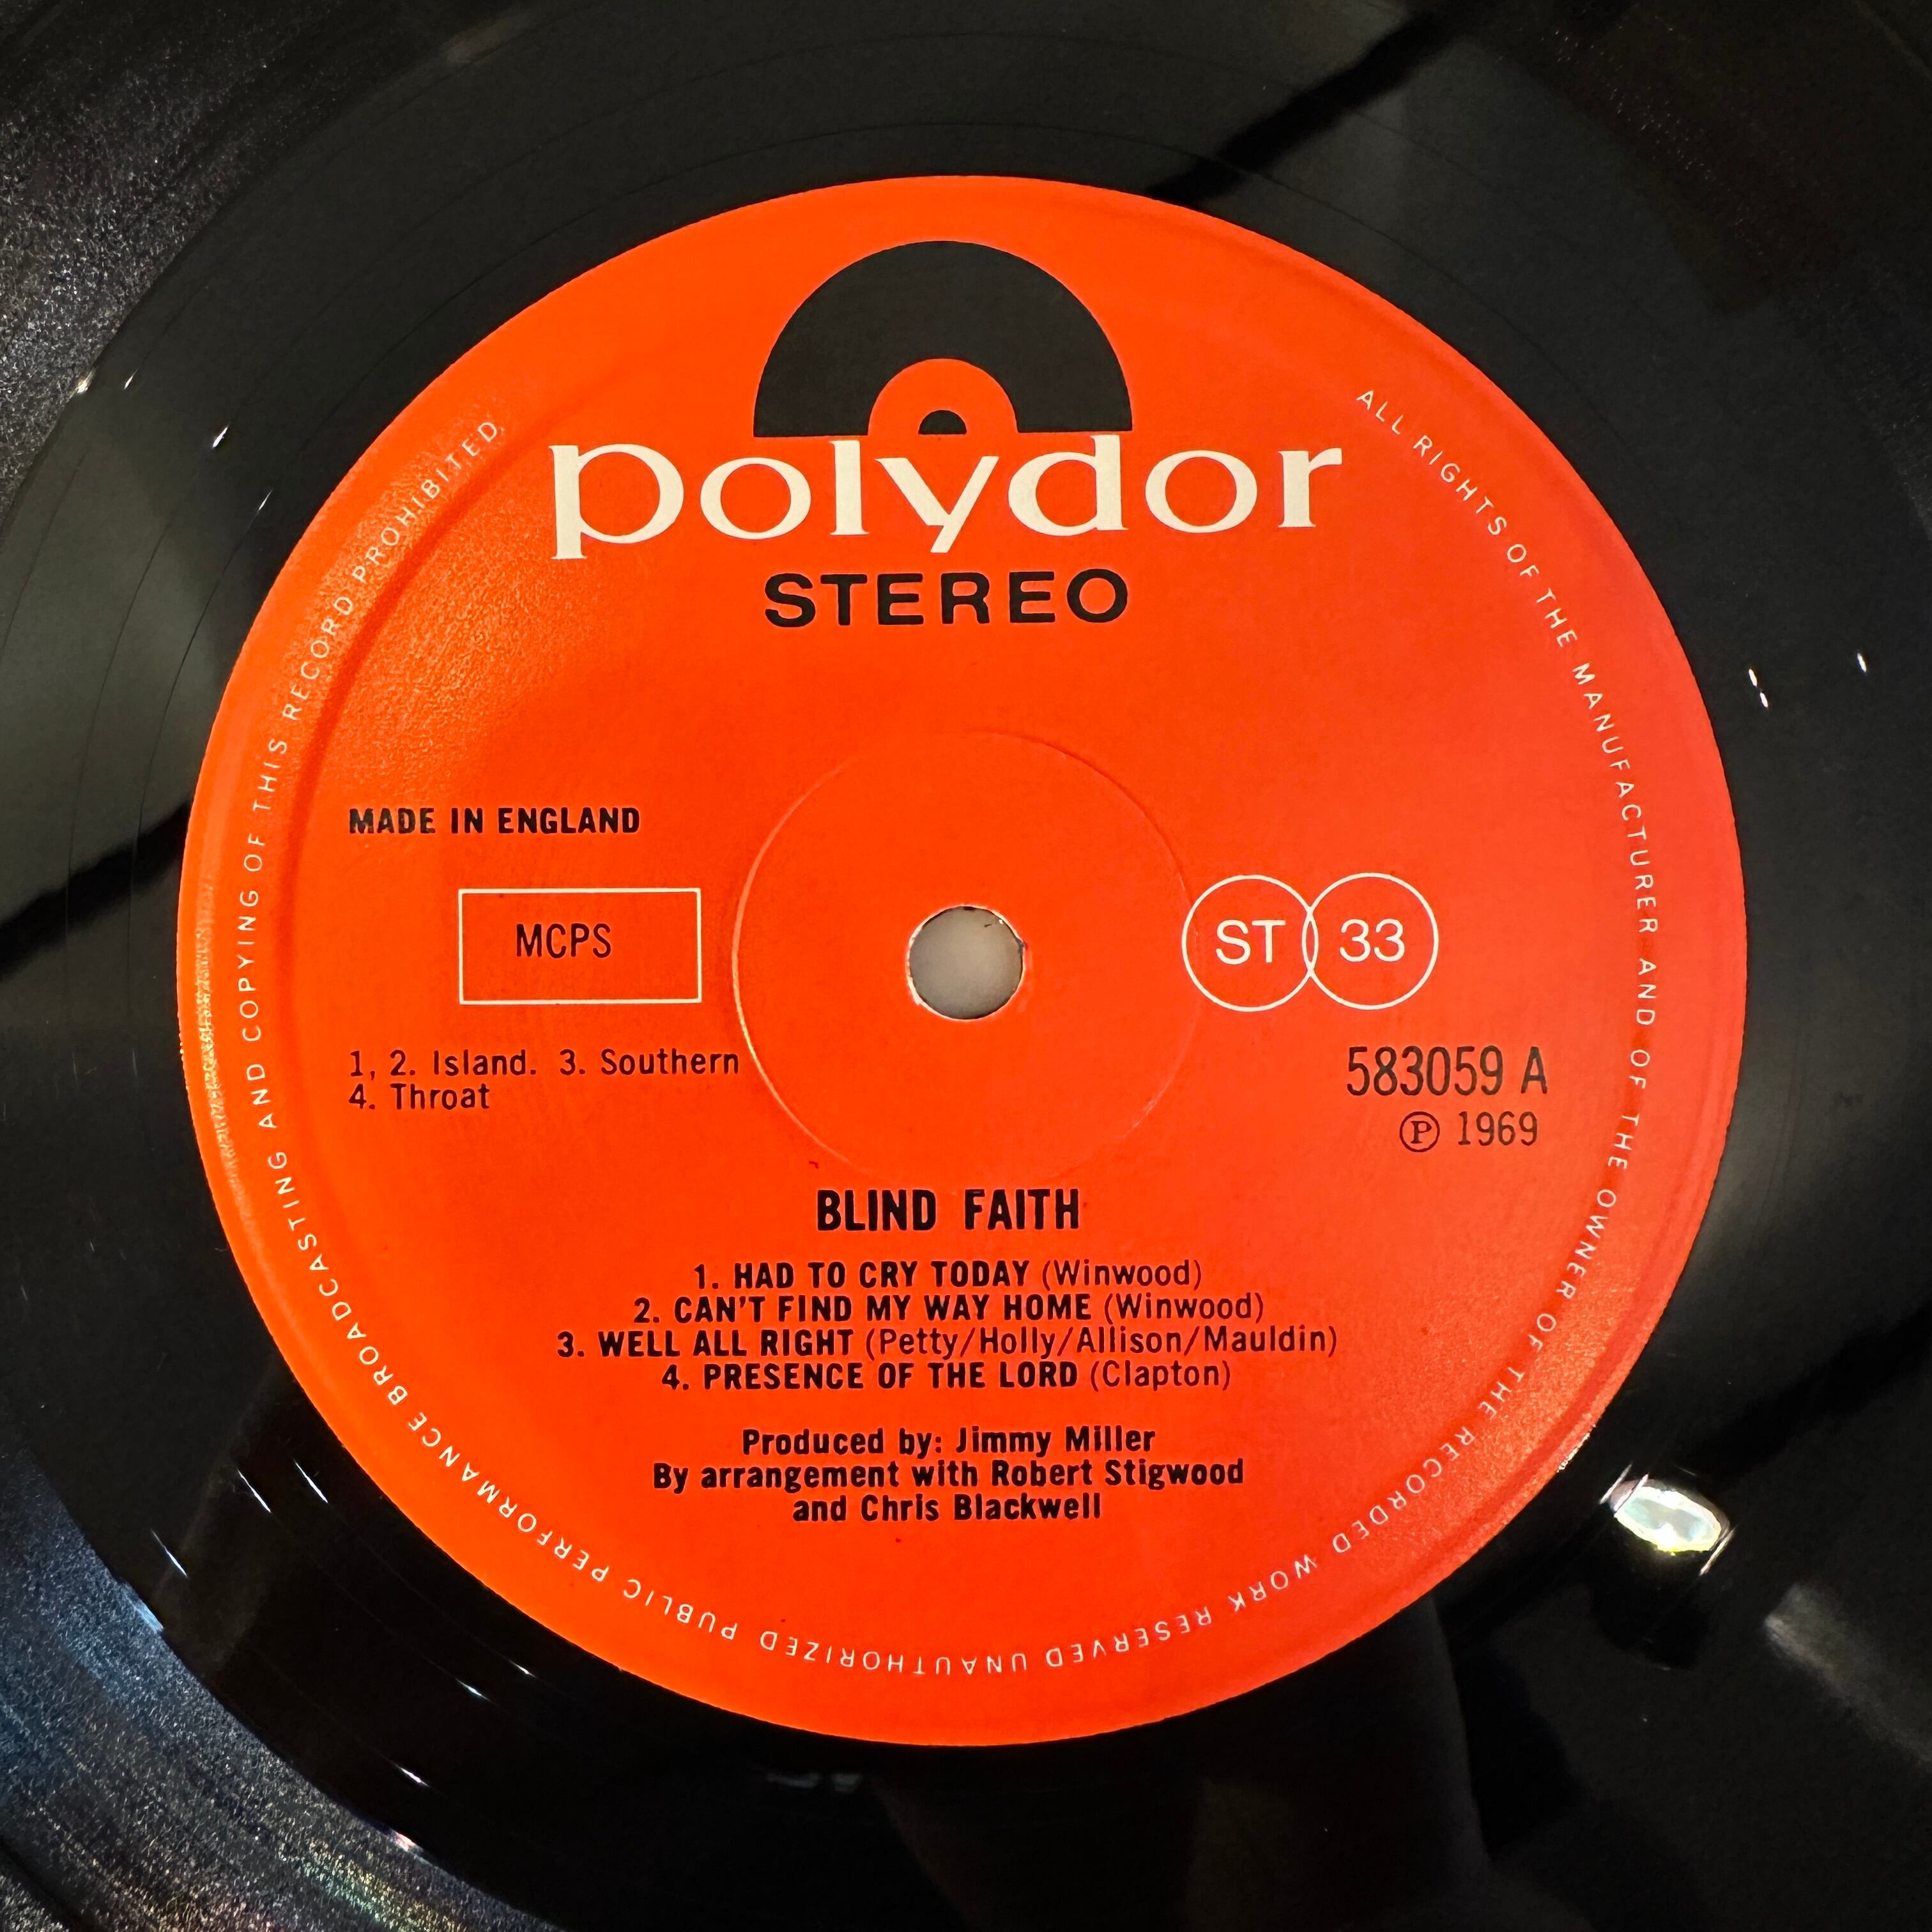 polydor
STEREO
MADE IN ENGLAND
MCPS
ST 33
1, 2. Island. 3. Southern
4. Throat
583059 A
Ⓟ 1969
BLIND FAITH
1. HAD TO CRY TODAY (Winwood)
2. CAN'T FIND MY WAY HOME (Winwood)
3. WELL ALL RIGHT (Petty/Holly/Allison/Mauldin)
4. PRESENCE OF THE LORD (Clapton)
Produced by: Jimmy Miller
By arrangement with Robert Stigwood
and Chris Blackwell
ALL RIGHTS OF THE MANUFACTURER AND OF THE OWNER OF THE RECORDED WORK RESERVED UNAUTHORIZED PUBLIC PERFORMANCE BROADCASTING AND COPYING OF THIS RECORD PROHIBITED.